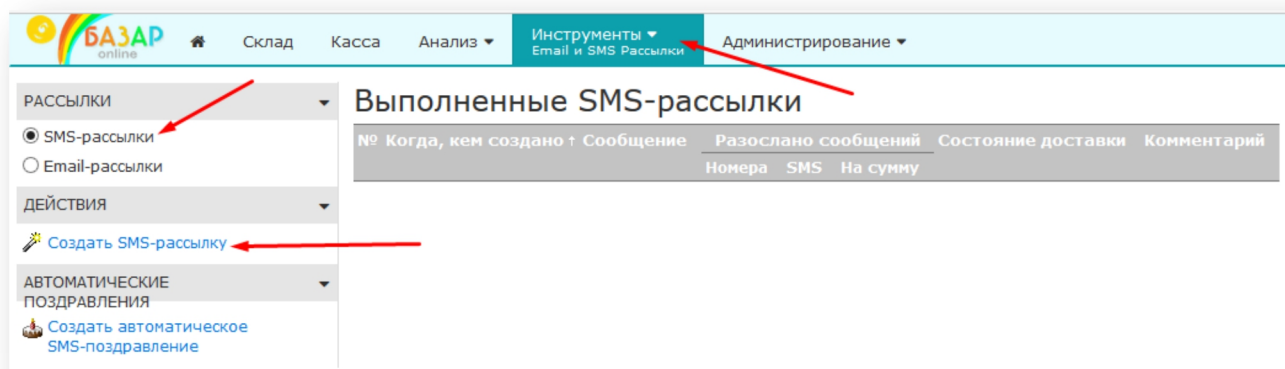 БАЗАР
online
Склад
Касса
Анализ
Инструменты
Email и SMS Рассылки
Администрирование
РАССЫЛКИ
SMS-рассылки
Email-рассылки
ДЕЙСТВИЯ
Создать SMS-рассылку
АВТОМАТИЧЕСКИЕ
ПОЗДРАВЛЕНИЯ
Создать автоматическое
SMS-поздравление
Выполненные SMS-рассылки
№ Когда, кем создано ↑ Сообщение Разослано сообщений Состояние доставки Комментарий
Номера SMS На сумму